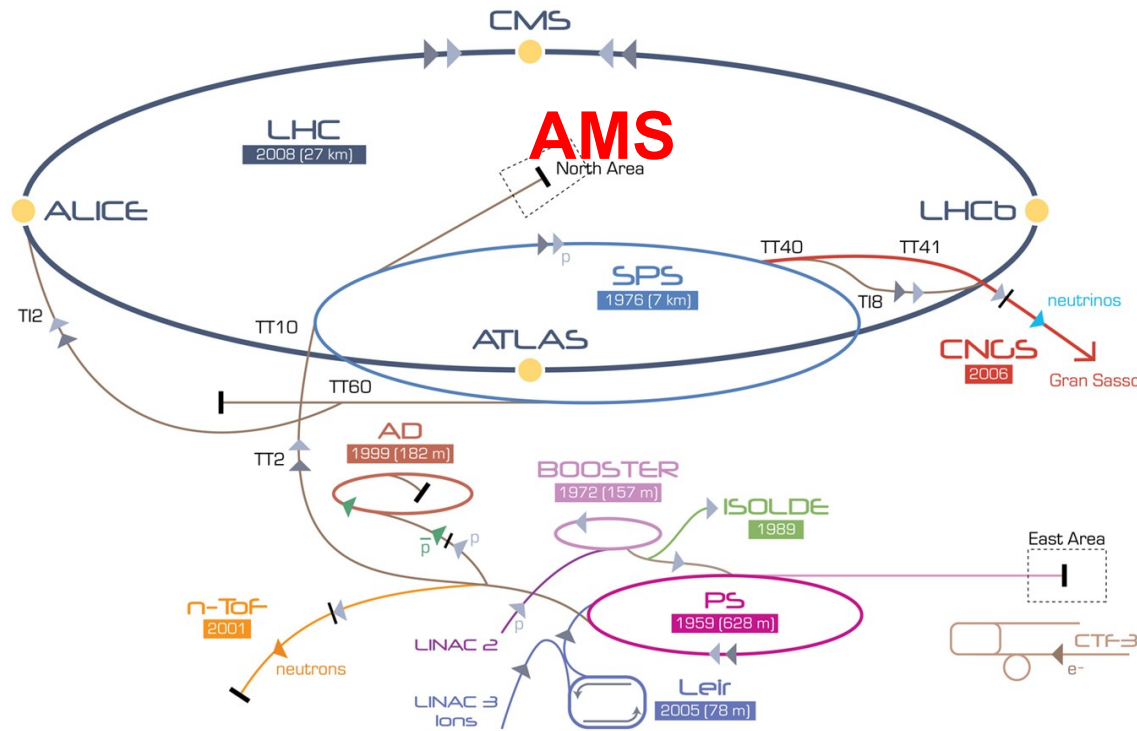 CMS
LHC
2008 (27 km)
AMS
North Area
ALICE
LHCb
TT40
TT41
p
SPS
1976 (7 km)
TI8
neutrinos
TI2
TT10
ATLAS
CNGS
2006
Gran Sasso
TT60
AD
1999 (182 m)
TT2
BOOSTER
1972 (157 m)
ISOLDE
1989
p̅
p
East Area
n-ToF
2001
PS
1959 (628 m)
LINAC 2
p
neutrons
CTF-3
e-
LINAC 3
Ions
Leir
2005 (78 m)